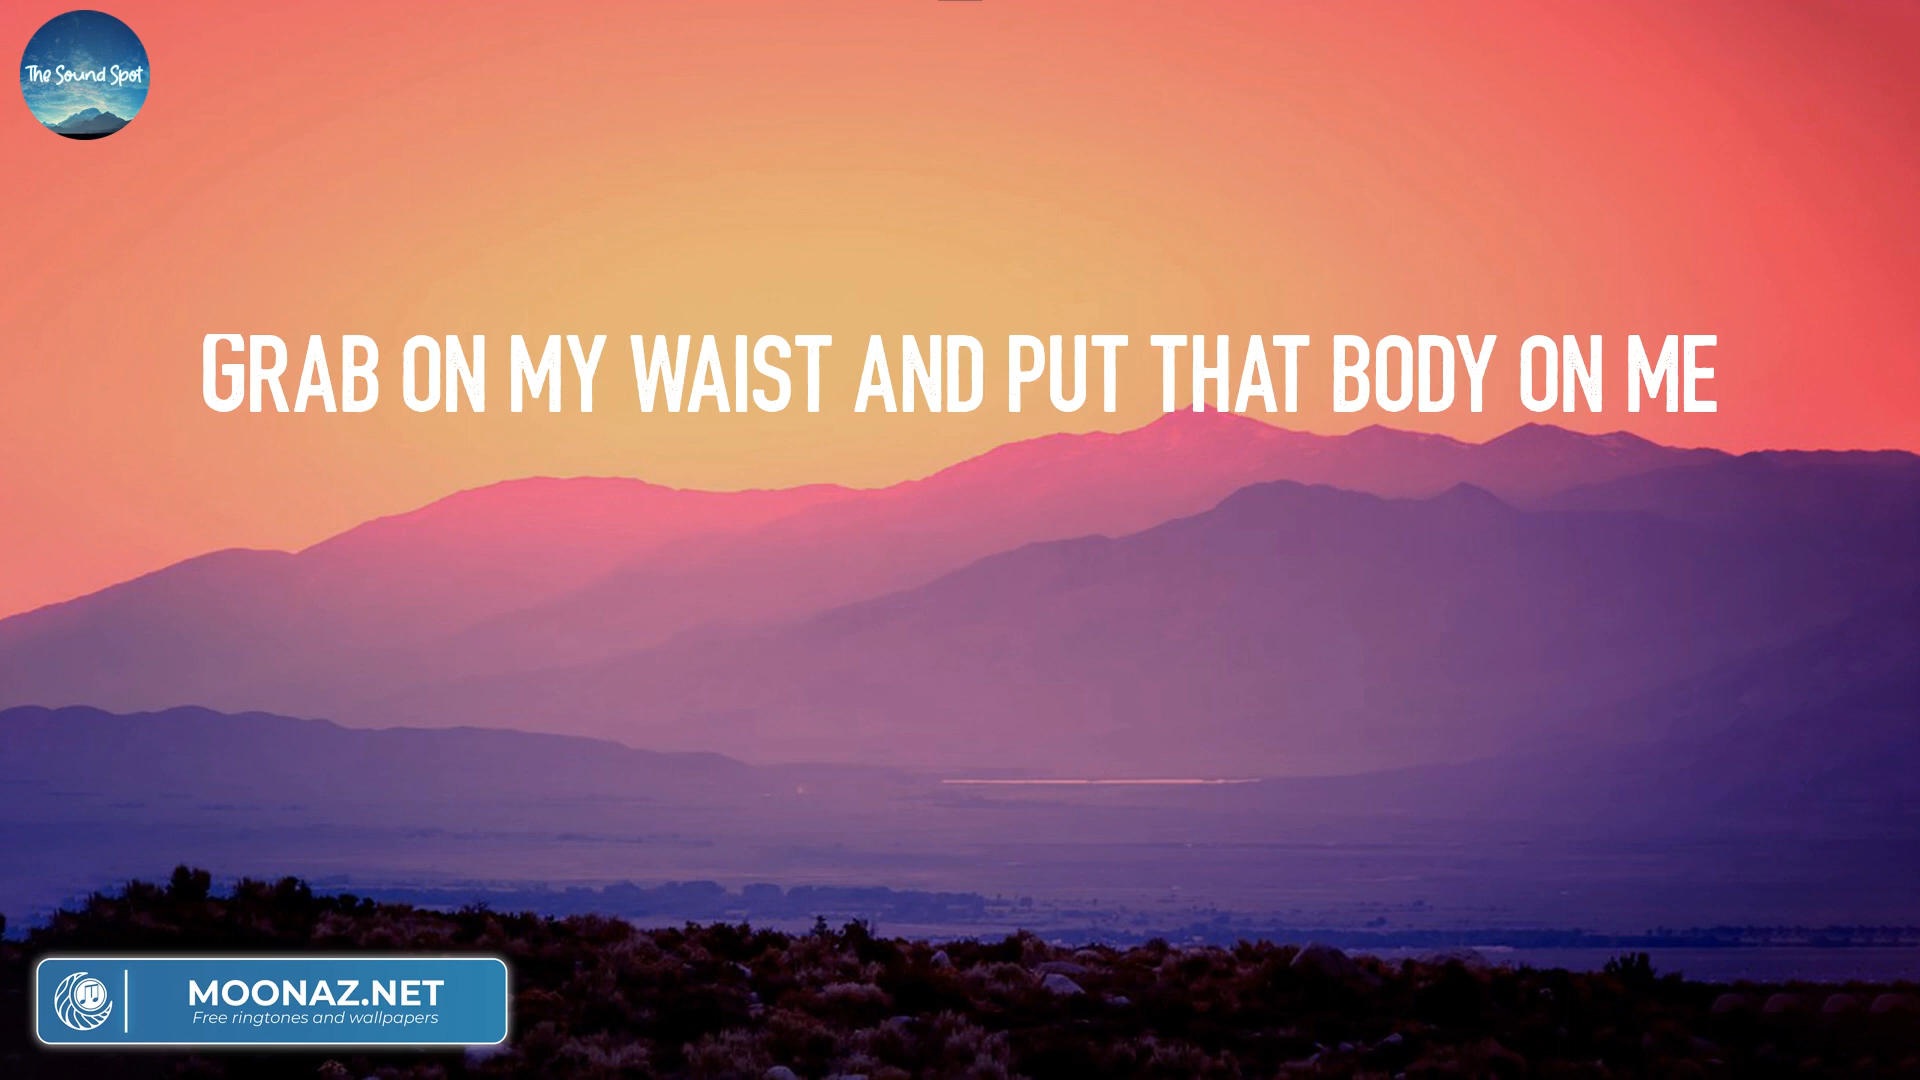 The Sound Spot
Grab on my waist and put that body on me
MOONAZ.NET
Free ringtones and wallpapers